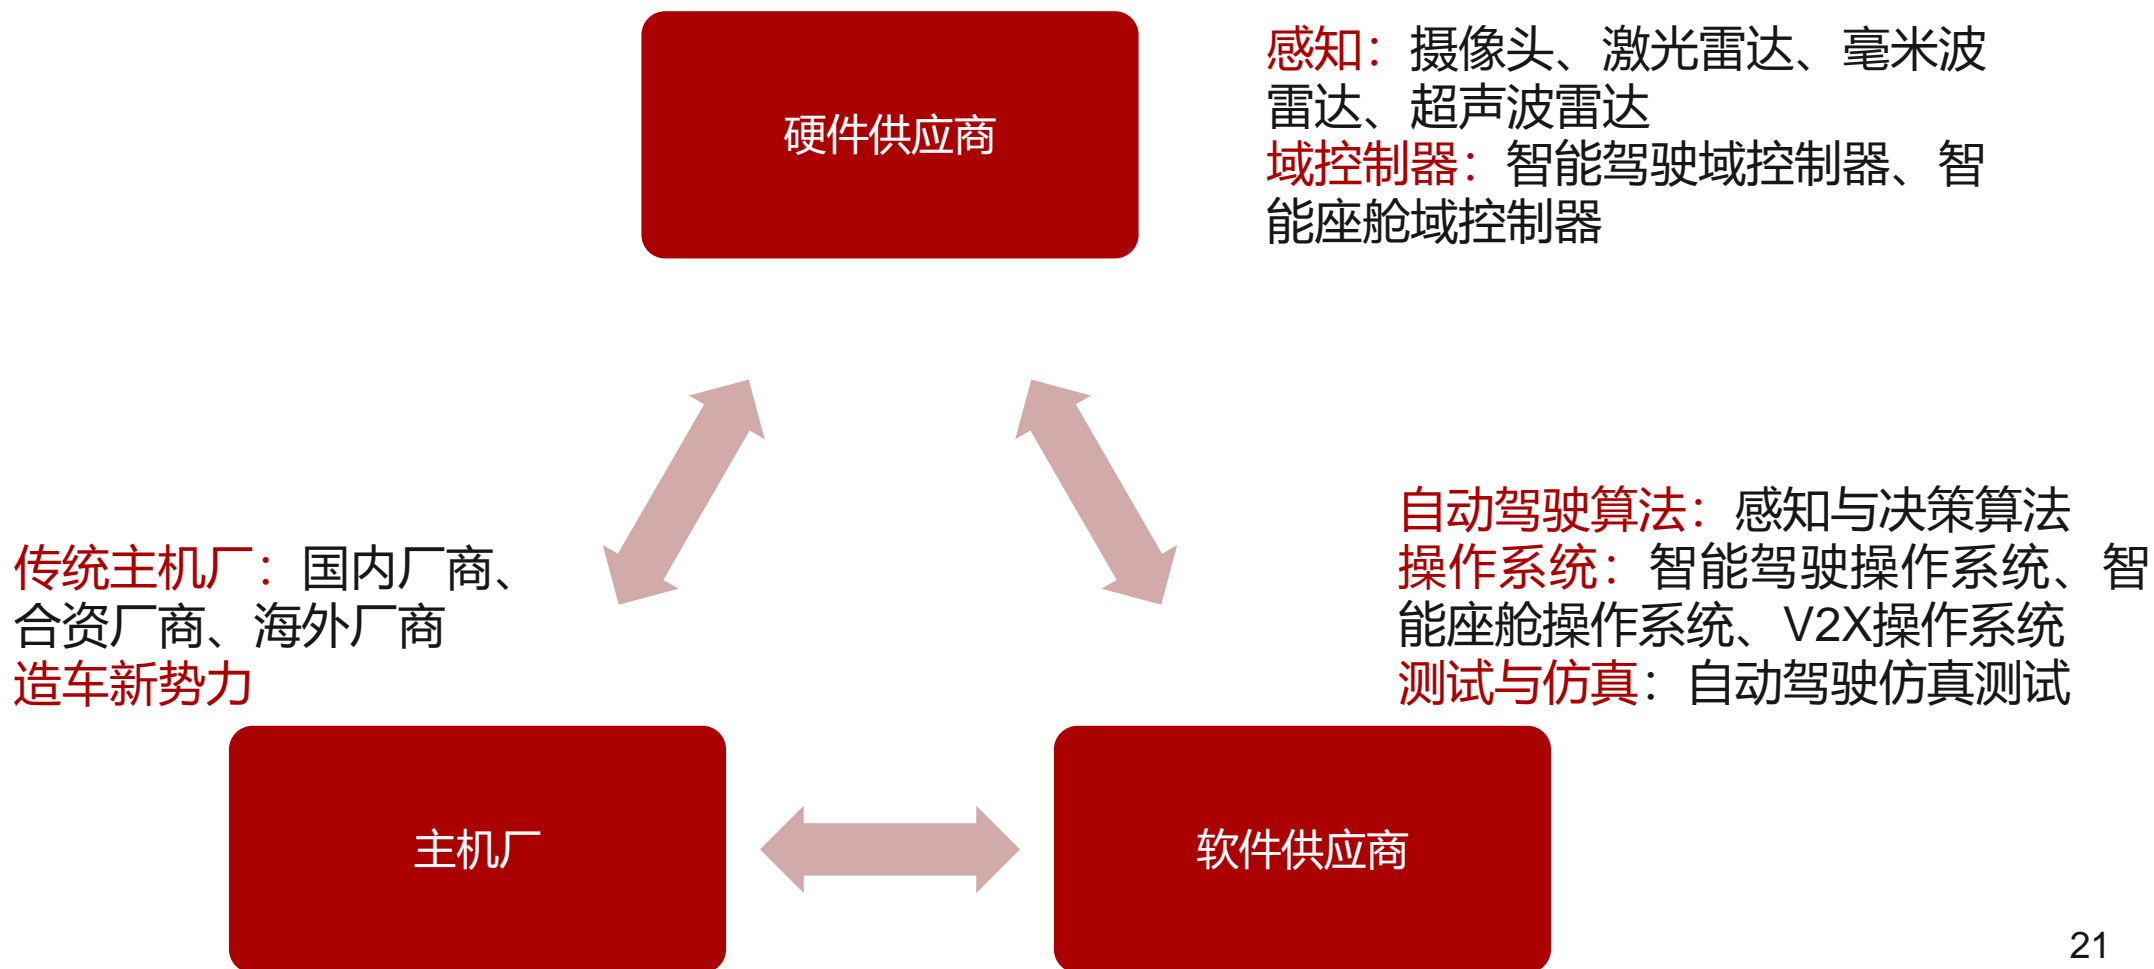 硬件供应商
感知：摄像头、激光雷达、毫米波
雷达、超声波雷达
域控制器：智能驾驶域控制器、智
能座舱域控制器
传统主机厂：国内厂商、
合资厂商、海外厂商
造车新势力
自动驾驶算法：感知与决策算法
操作系统：智能驾驶操作系统、智
能座舱操作系统、V2X操作系统
测试与仿真：自动驾驶仿真测试
主机厂
软件供应商
21